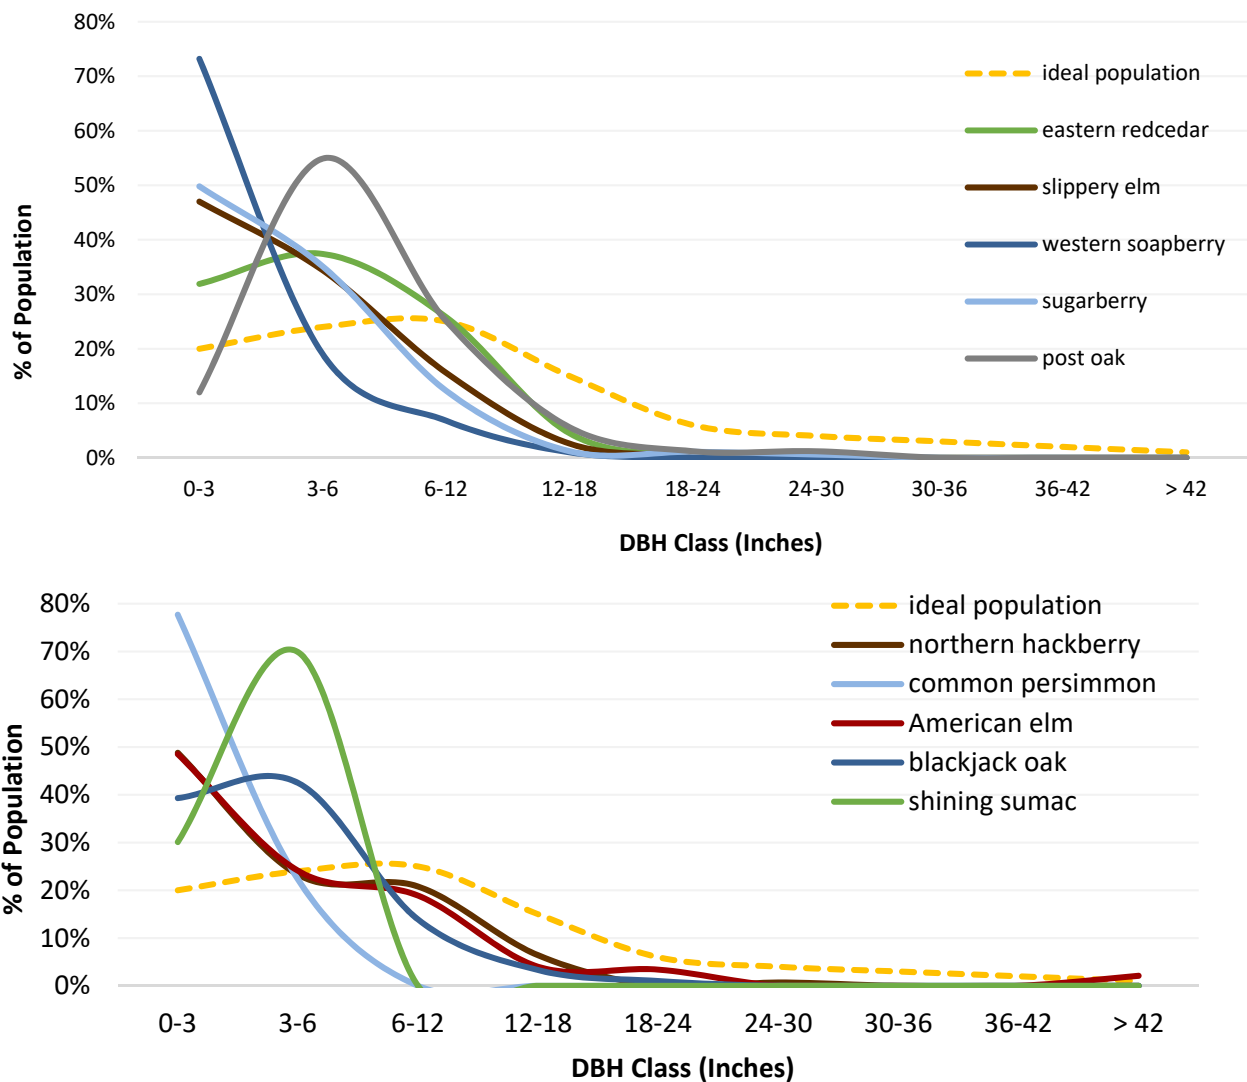 80%
70%
60%
50%
40%
30%
20%
10%
0%
% of Population
0-3 3-6 6-12 12-18 18-24 24-30 30-36 36-42 > 42
DBH Class (Inches)
ideal population
eastern redcedar
slippery elm
western soapberry
sugarberry
post oak
80%
70%
60%
50%
40%
30%
20%
10%
0%
% of Population
0-3 3-6 6-12 12-18 18-24 24-30 30-36 36-42 > 42
DBH Class (Inches)
ideal population
northern hackberry
common persimmon
American elm
blackjack oak
shining sumac